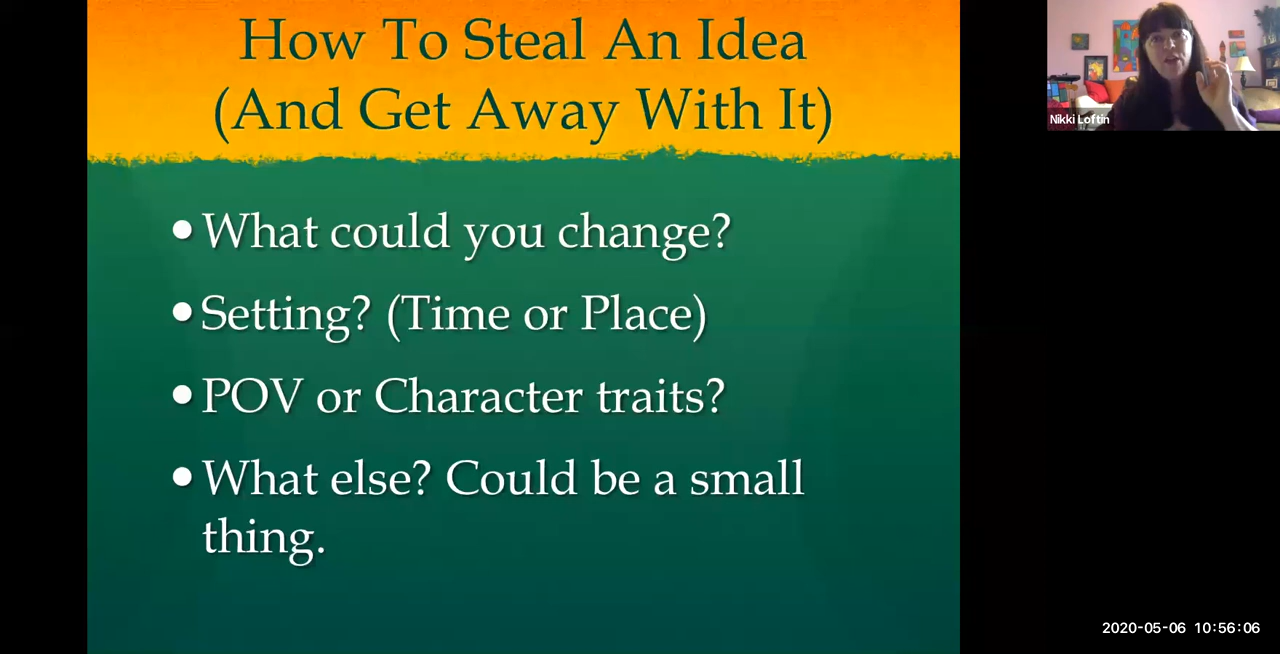 How To Steal An Idea
(And Get Away With It)
• What could you change?
• Setting? (Time or Place)
• POV or Character traits?
• What else? Could be a small
thing.
Nikki Loftin
2020-05-06 10:56:06